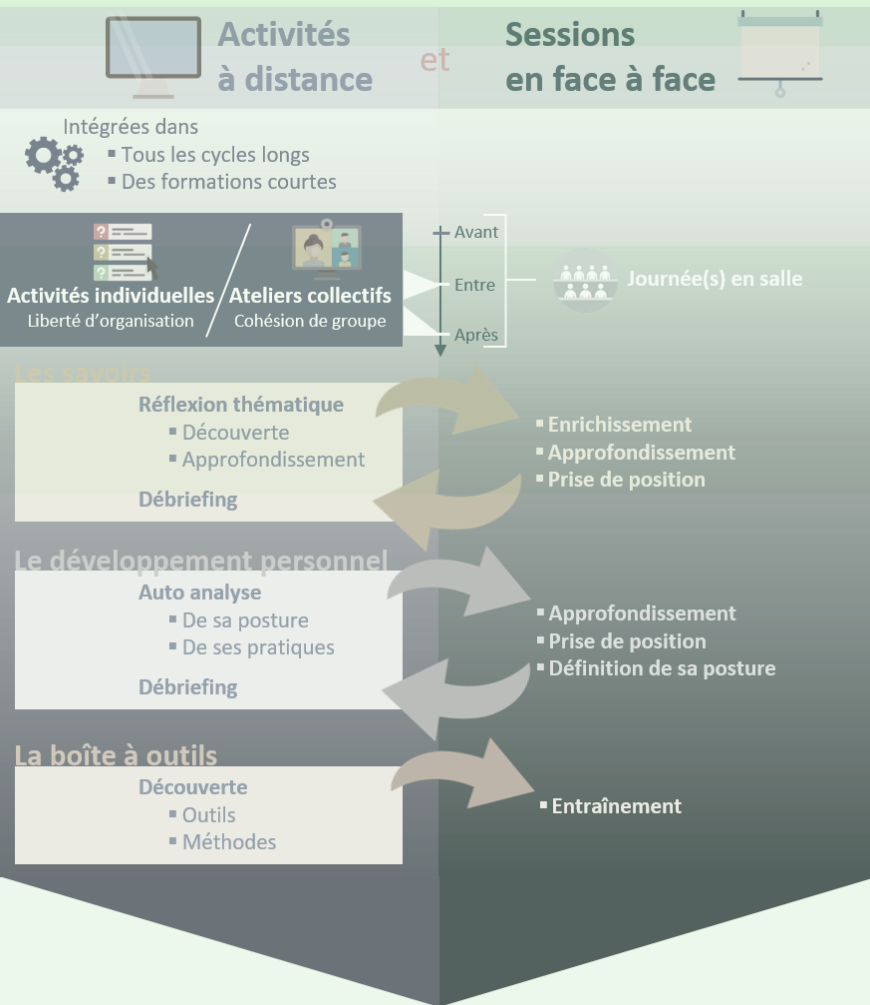 Activités
à distance
et
Sessions
en face à face
Intégrées dans
▪ Tous les cycles longs
▪ Des formations courtes
Activités individuelles
Liberté d'organisation
Ateliers collectifs
Cohésion de groupe
Avant
Entre
Après
Journée(s) en salle
Les savoirs
Réflexion thématique
▪ Découverte
▪ Approfondissement
Débriefing
▪ Enrichissement
▪ Approfondissement
▪ Prise de position
Le développement personnel
Auto analyse
▪ De sa posture
▪ De ses pratiques
Débriefing
▪ Approfondissement
▪ Prise de position
▪ Définition de sa posture
La boîte à outils
Découverte
▪ Outils
▪ Méthodes
▪ Entraînement